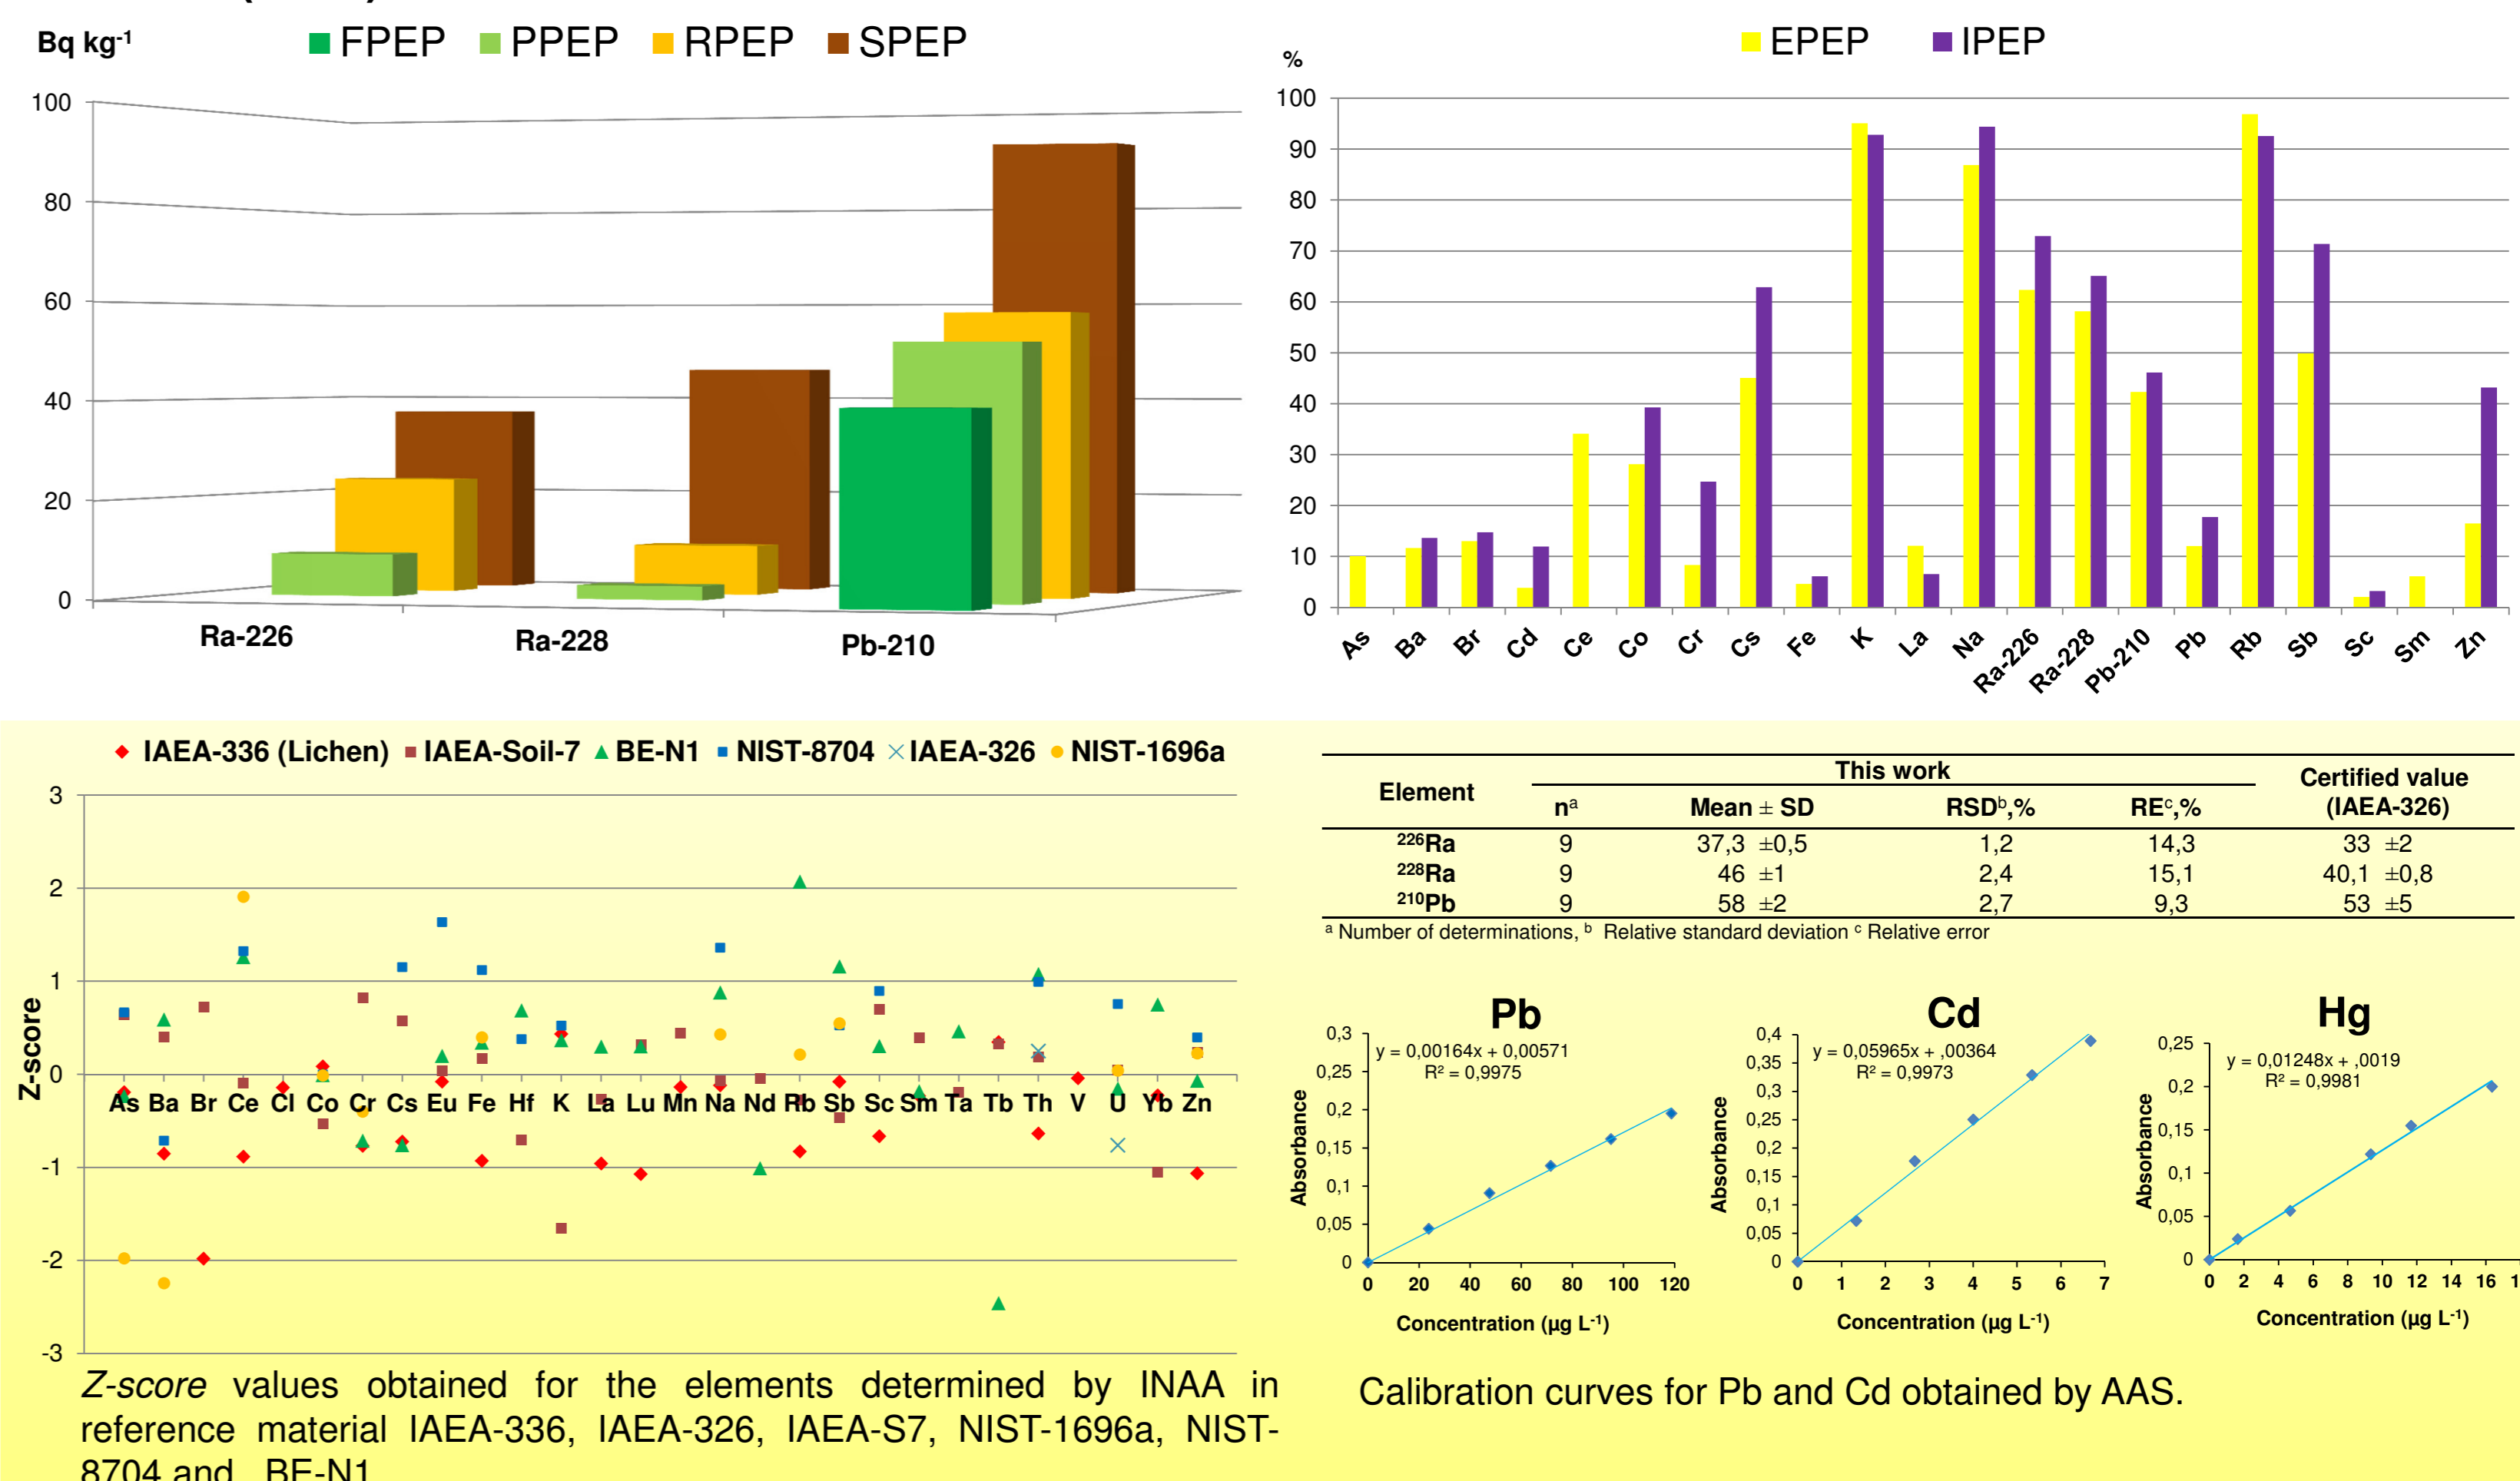 Bq kg-1
FPEP PPEP RPEP SPEP
100
80
60
40
20
0
Ra-226 Ra-228 Pb-210
%
EPEP IPEP
100
90
80
70
60
50
40
30
20
10
0
As Ba Br Cd Ce Co Cr Cs Fe K La Na Ra-226 Ra-228 Pb-210 Pb Rb Sb Sc Sm Zn
IAEA-336 (Lichen) IAEA-Soil-7 BE-N1 NIST-8704 IAEA-326 NIST-1696a
Z-score
3
2
1
0
-1
-2
-3
As Ba Br Ce Cl Co Cr Cs Eu Fe Hf K La Lu Mn Na Nd Rb Sb Sc Sm Ta Tb Th V U Yb Zn
Z-score values obtained for the elements determined by INAA in
reference material IAEA-336, IAEA-326, IAEA-S7, NIST-1696a, NIST-
8704 and BE-N1
Element This work Certified value
na Mean ± SD RSDb,% REc,% (IAEA-326)
226Ra 9 37,3 ±0,5 1,2 14,3 33 ±2
228Ra 9 46 ±1 2,4 15,1 40,1 ±0,8
210Pb 9 58 ±2 2,7 9,3 53 ±5
a Number of determinations, b Relative standard deviation c Relative error
Pb
y = 0,00164x + 0,00571
R² = 0,9975
Absorbance
0,3
0,25
0,2
0,15
0,1
0,05
0
0 20 40 60 80 100 120
Concentration (µg L-1)
Cd
y = 0,05965x + ,00364
R² = 0,9973
Absorbance
0,4
0,35
0,3
0,25
0,2
0,15
0,1
0,05
0
0 1 2 3 4 5 6 7
Concentration (µg L-1)
Hg
y = 0,01248x + ,0019
R² = 0,9981
Absorbance
0,25
0,2
0,15
0,1
0,05
0
0 2 4 6 8 10 12 14 16
Concentration (µg L-1)
Calibration curves for Pb and Cd obtained by AAS.